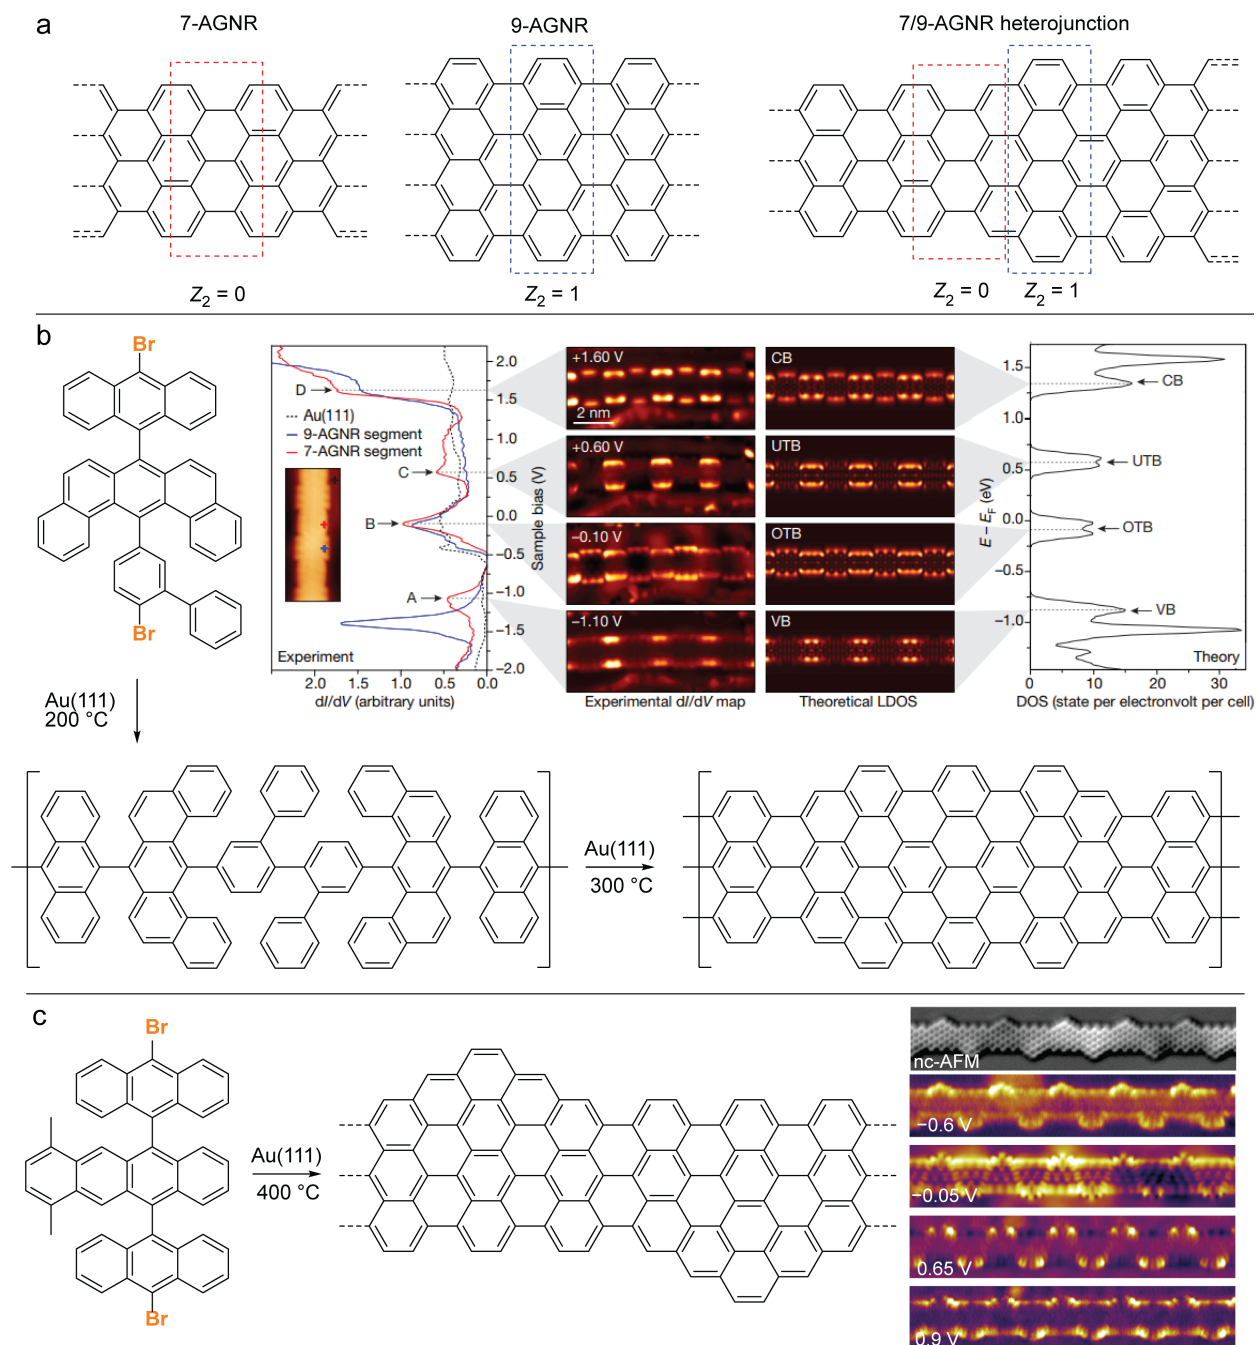 a
7-AGNR
9-AGNR
7/9-AGNR heterojunction
Z2 = 0
Z2 = 1
Z2 = 0
Z2 = 1
b
Br
Br
Au(111)
200 °C
D
Au(111)
9-AGNR segment
7-AGNR segment
C
B
A
Experiment
2.0
1.5
1.0
0.5
0.0
dI/dV (arbitrary units)
2.0
1.5
1.0
0.5
0.0
−0.5
−1.0
−1.5
−2.0
Sample bias (V)
+1.60 V
2 nm
+0.60 V
−0.10 V
−1.10 V
Experimental dI/dV map
CB
UTB
OTB
VB
Theoretical LDOS
E − EF (eV)
1.5
1.0
0.5
0.0
−0.5
−1.0
CB
UTB
OTB
VB
Theory
0
10
20
30
DOS (state per electronvolt per cell)
Au(111)
300 °C
c
Br
Br
Au(111)
400 °C
nc-AFM
−0.6 V
−0.05 V
0.65 V
0.9 V